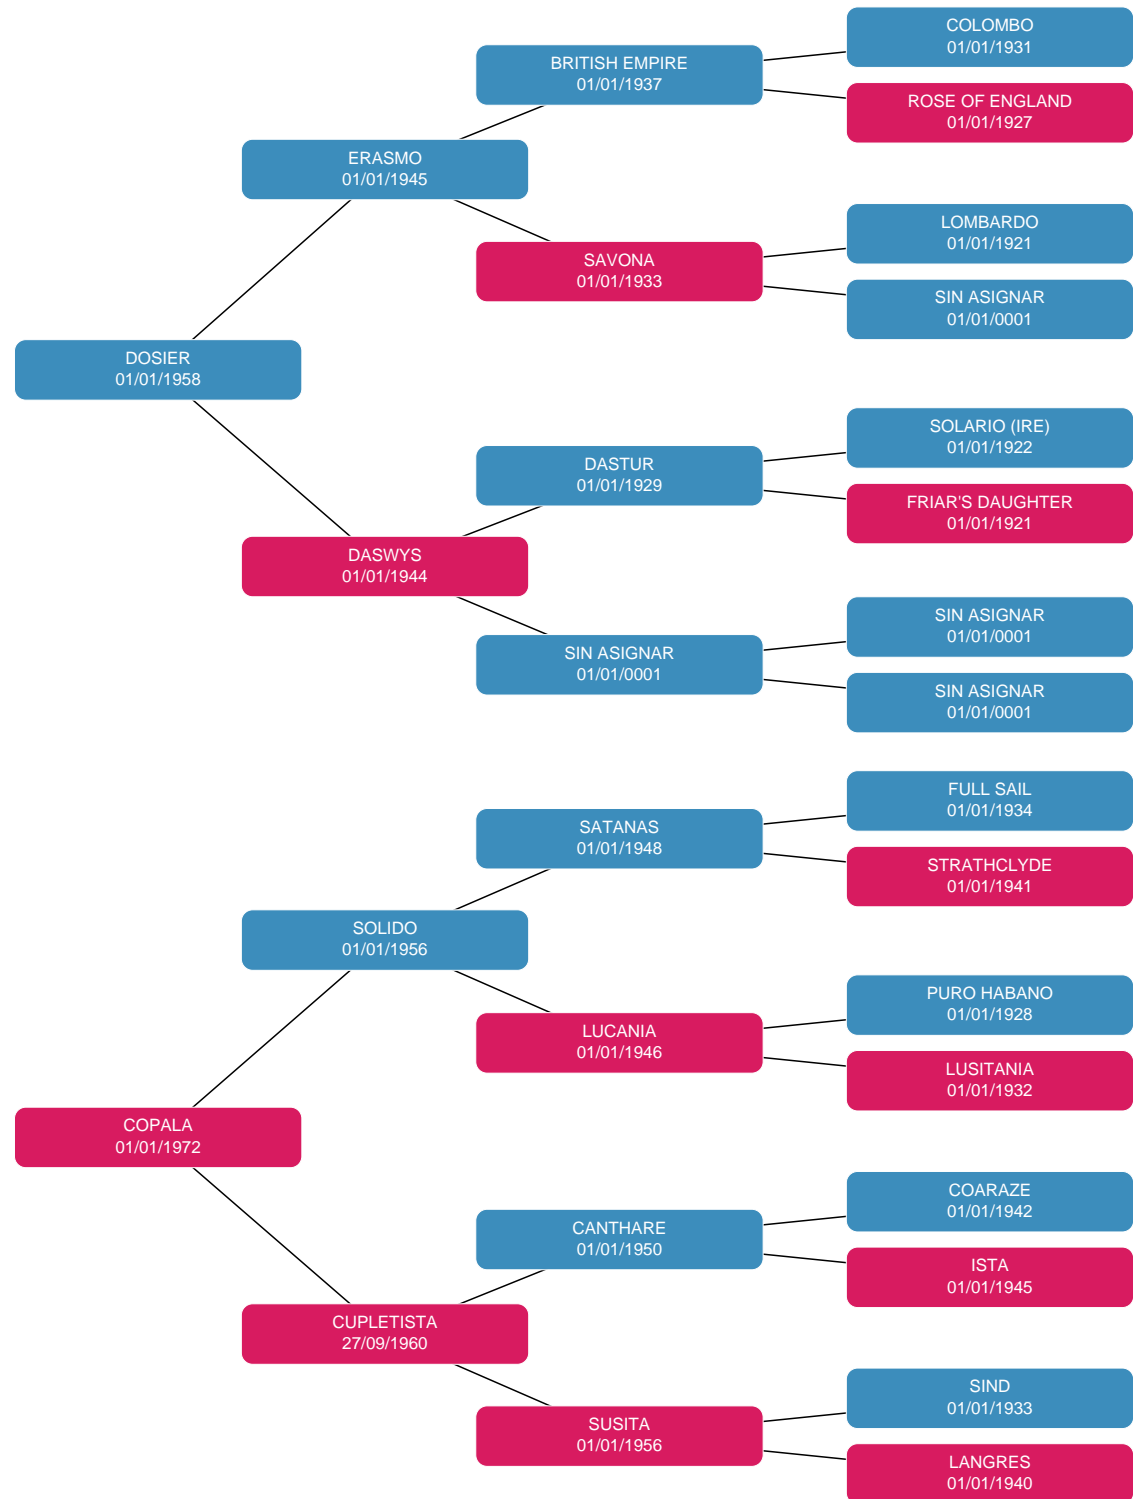 COLOMBO
01/01/1931
BRITISH EMPIRE
01/01/1937
ROSE OF ENGLAND
01/01/1927
ERASMO
01/01/1945
LOMBARDO
01/01/1921
SAVONA
01/01/1933
SIN ASIGNAR
01/01/0001
DOSIER
01/01/1958
SOLARIO (IRE)
01/01/1922
DASTUR
01/01/1929
FRIAR'S DAUGHTER
01/01/1921
DASWYS
01/01/1944
SIN ASIGNAR
01/01/0001
SIN ASIGNAR
01/01/0001
SIN ASIGNAR
01/01/0001
FULL SAIL
01/01/1934
SATANAS
01/01/1948
STRATHCLYDE
01/01/1941
SOLIDO
01/01/1956
PURO HABANO
01/01/1928
LUCANIA
01/01/1946
LUSITANIA
01/01/1932
COPALA
01/01/1972
COARAZE
01/01/1942
CANTHARE
01/01/1950
ISTA
01/01/1945
CUPLETISTA
27/09/1960
SIND
01/01/1933
SUSITA
01/01/1956
LANGRES
01/01/1940